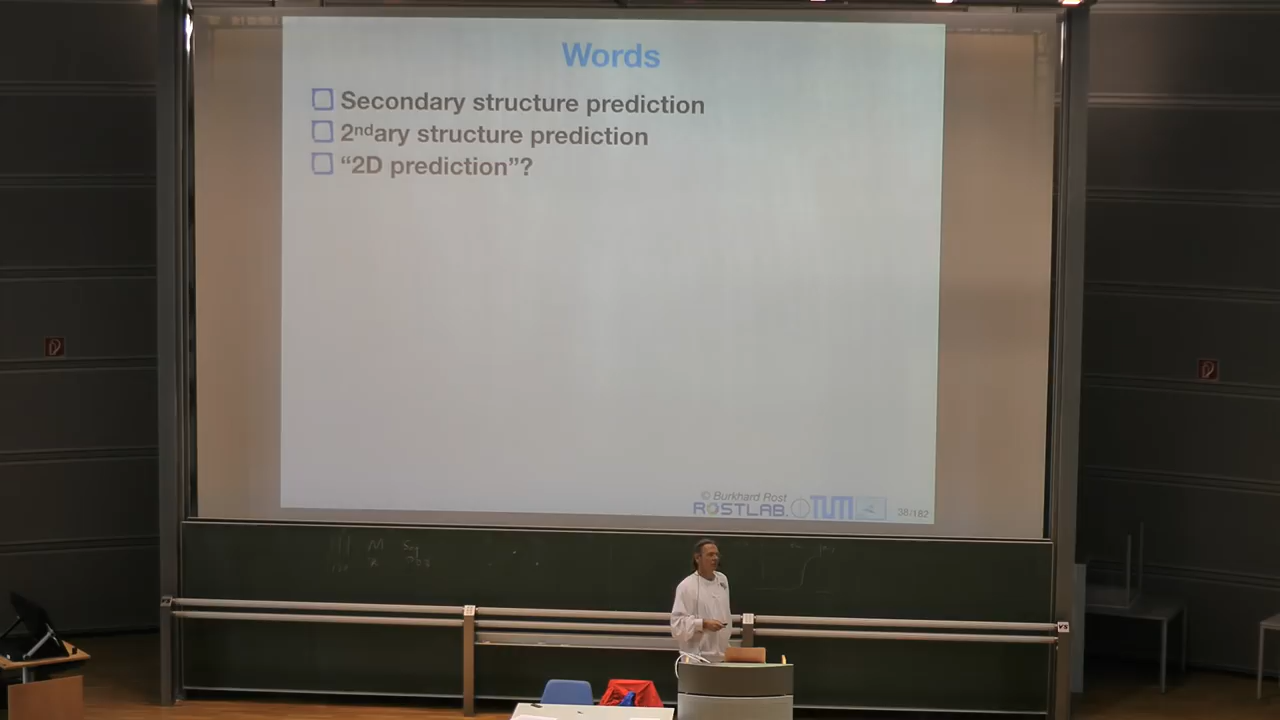 Words
Secondary structure prediction
2ndary structure prediction
“2D prediction”?
© Burkhard Rost
ROSTLAB
TUM
38/182